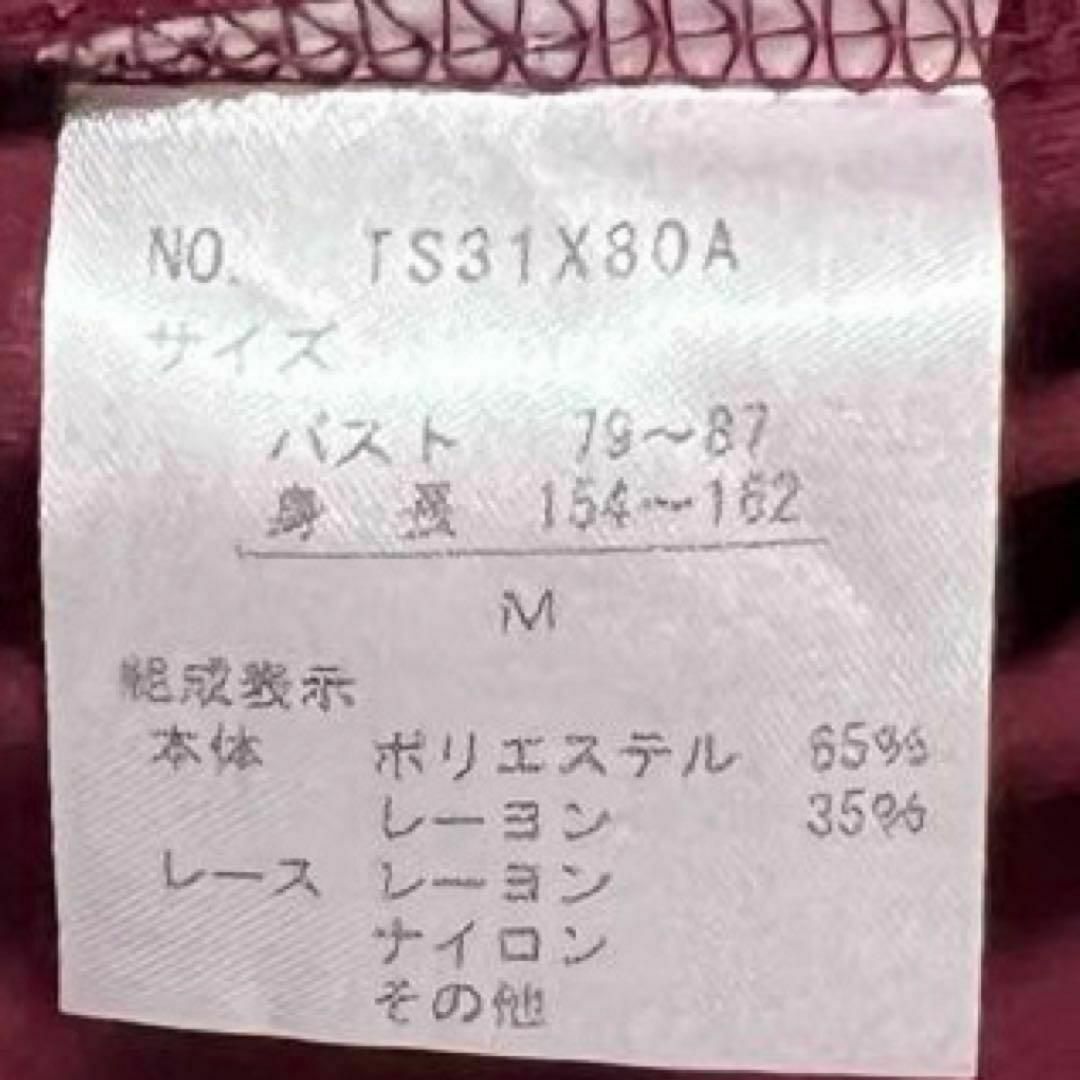 NO. TS31X80A
サイズ
バスト 79～87
身長 154～162
M
組成表示
本体 ポリエステル 65%
レーヨン 35%
レース レーヨン
ナイロン
その他